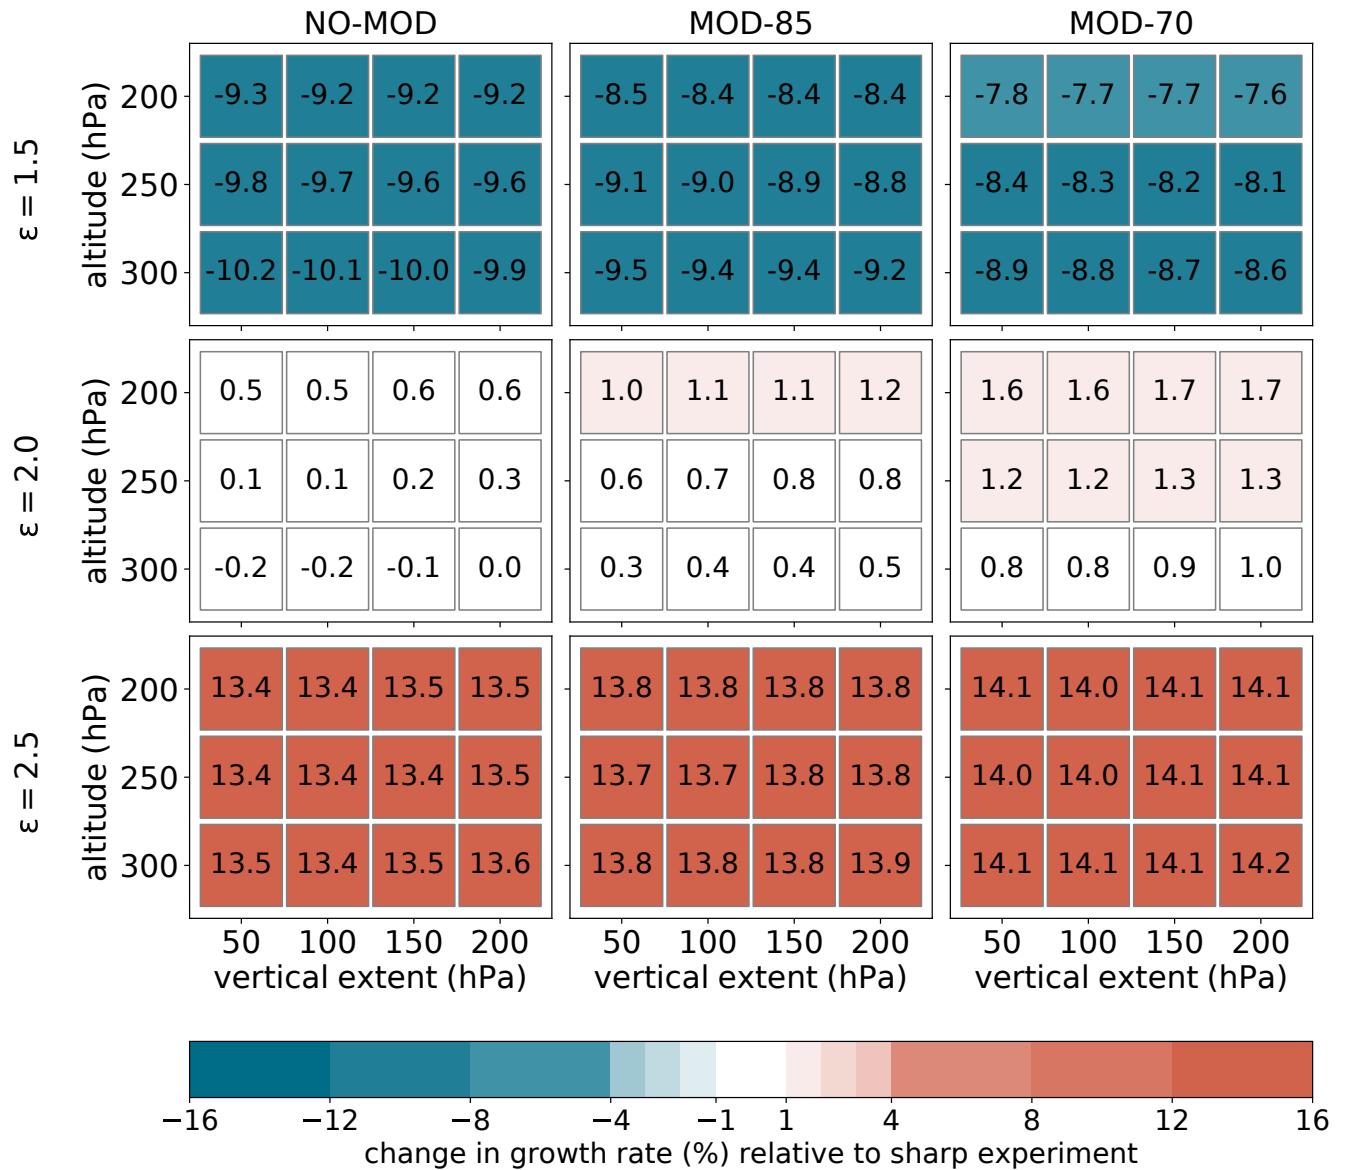 NO-MOD MOD-85 MOD-70
ε = 1.5
altitude (hPa)
200 -9.3 -9.2 -9.2 -9.2 -8.5 -8.4 -8.4 -8.4 -7.8 -7.7 -7.7 -7.6
250 -9.8 -9.7 -9.6 -9.6 -9.1 -9.0 -8.9 -8.8 -8.4 -8.3 -8.2 -8.1
300 -10.2 -10.1 -10.0 -9.9 -9.5 -9.4 -9.4 -9.2 -8.9 -8.8 -8.7 -8.6
ε = 2.0
altitude (hPa)
200 0.5 0.5 0.6 0.6 1.0 1.1 1.1 1.2 1.6 1.6 1.7 1.7
250 0.1 0.1 0.2 0.3 0.6 0.7 0.8 0.8 1.2 1.2 1.3 1.3
300 -0.2 -0.2 -0.1 0.0 0.3 0.4 0.4 0.5 0.8 0.8 0.9 1.0
ε = 2.5
altitude (hPa)
200 13.4 13.4 13.5 13.5 13.8 13.8 13.8 13.8 14.1 14.0 14.1 14.1
250 13.4 13.4 13.4 13.5 13.7 13.7 13.8 13.8 14.0 14.0 14.1 14.1
300 13.5 13.4 13.5 13.6 13.8 13.8 13.8 13.9 14.1 14.1 14.1 14.2
50 100 150 200 50 100 150 200 50 100 150 200
vertical extent (hPa) vertical extent (hPa) vertical extent (hPa)
−16 −12 −8 −4 −1 1 4 8 12 16
change in growth rate (%) relative to sharp experiment